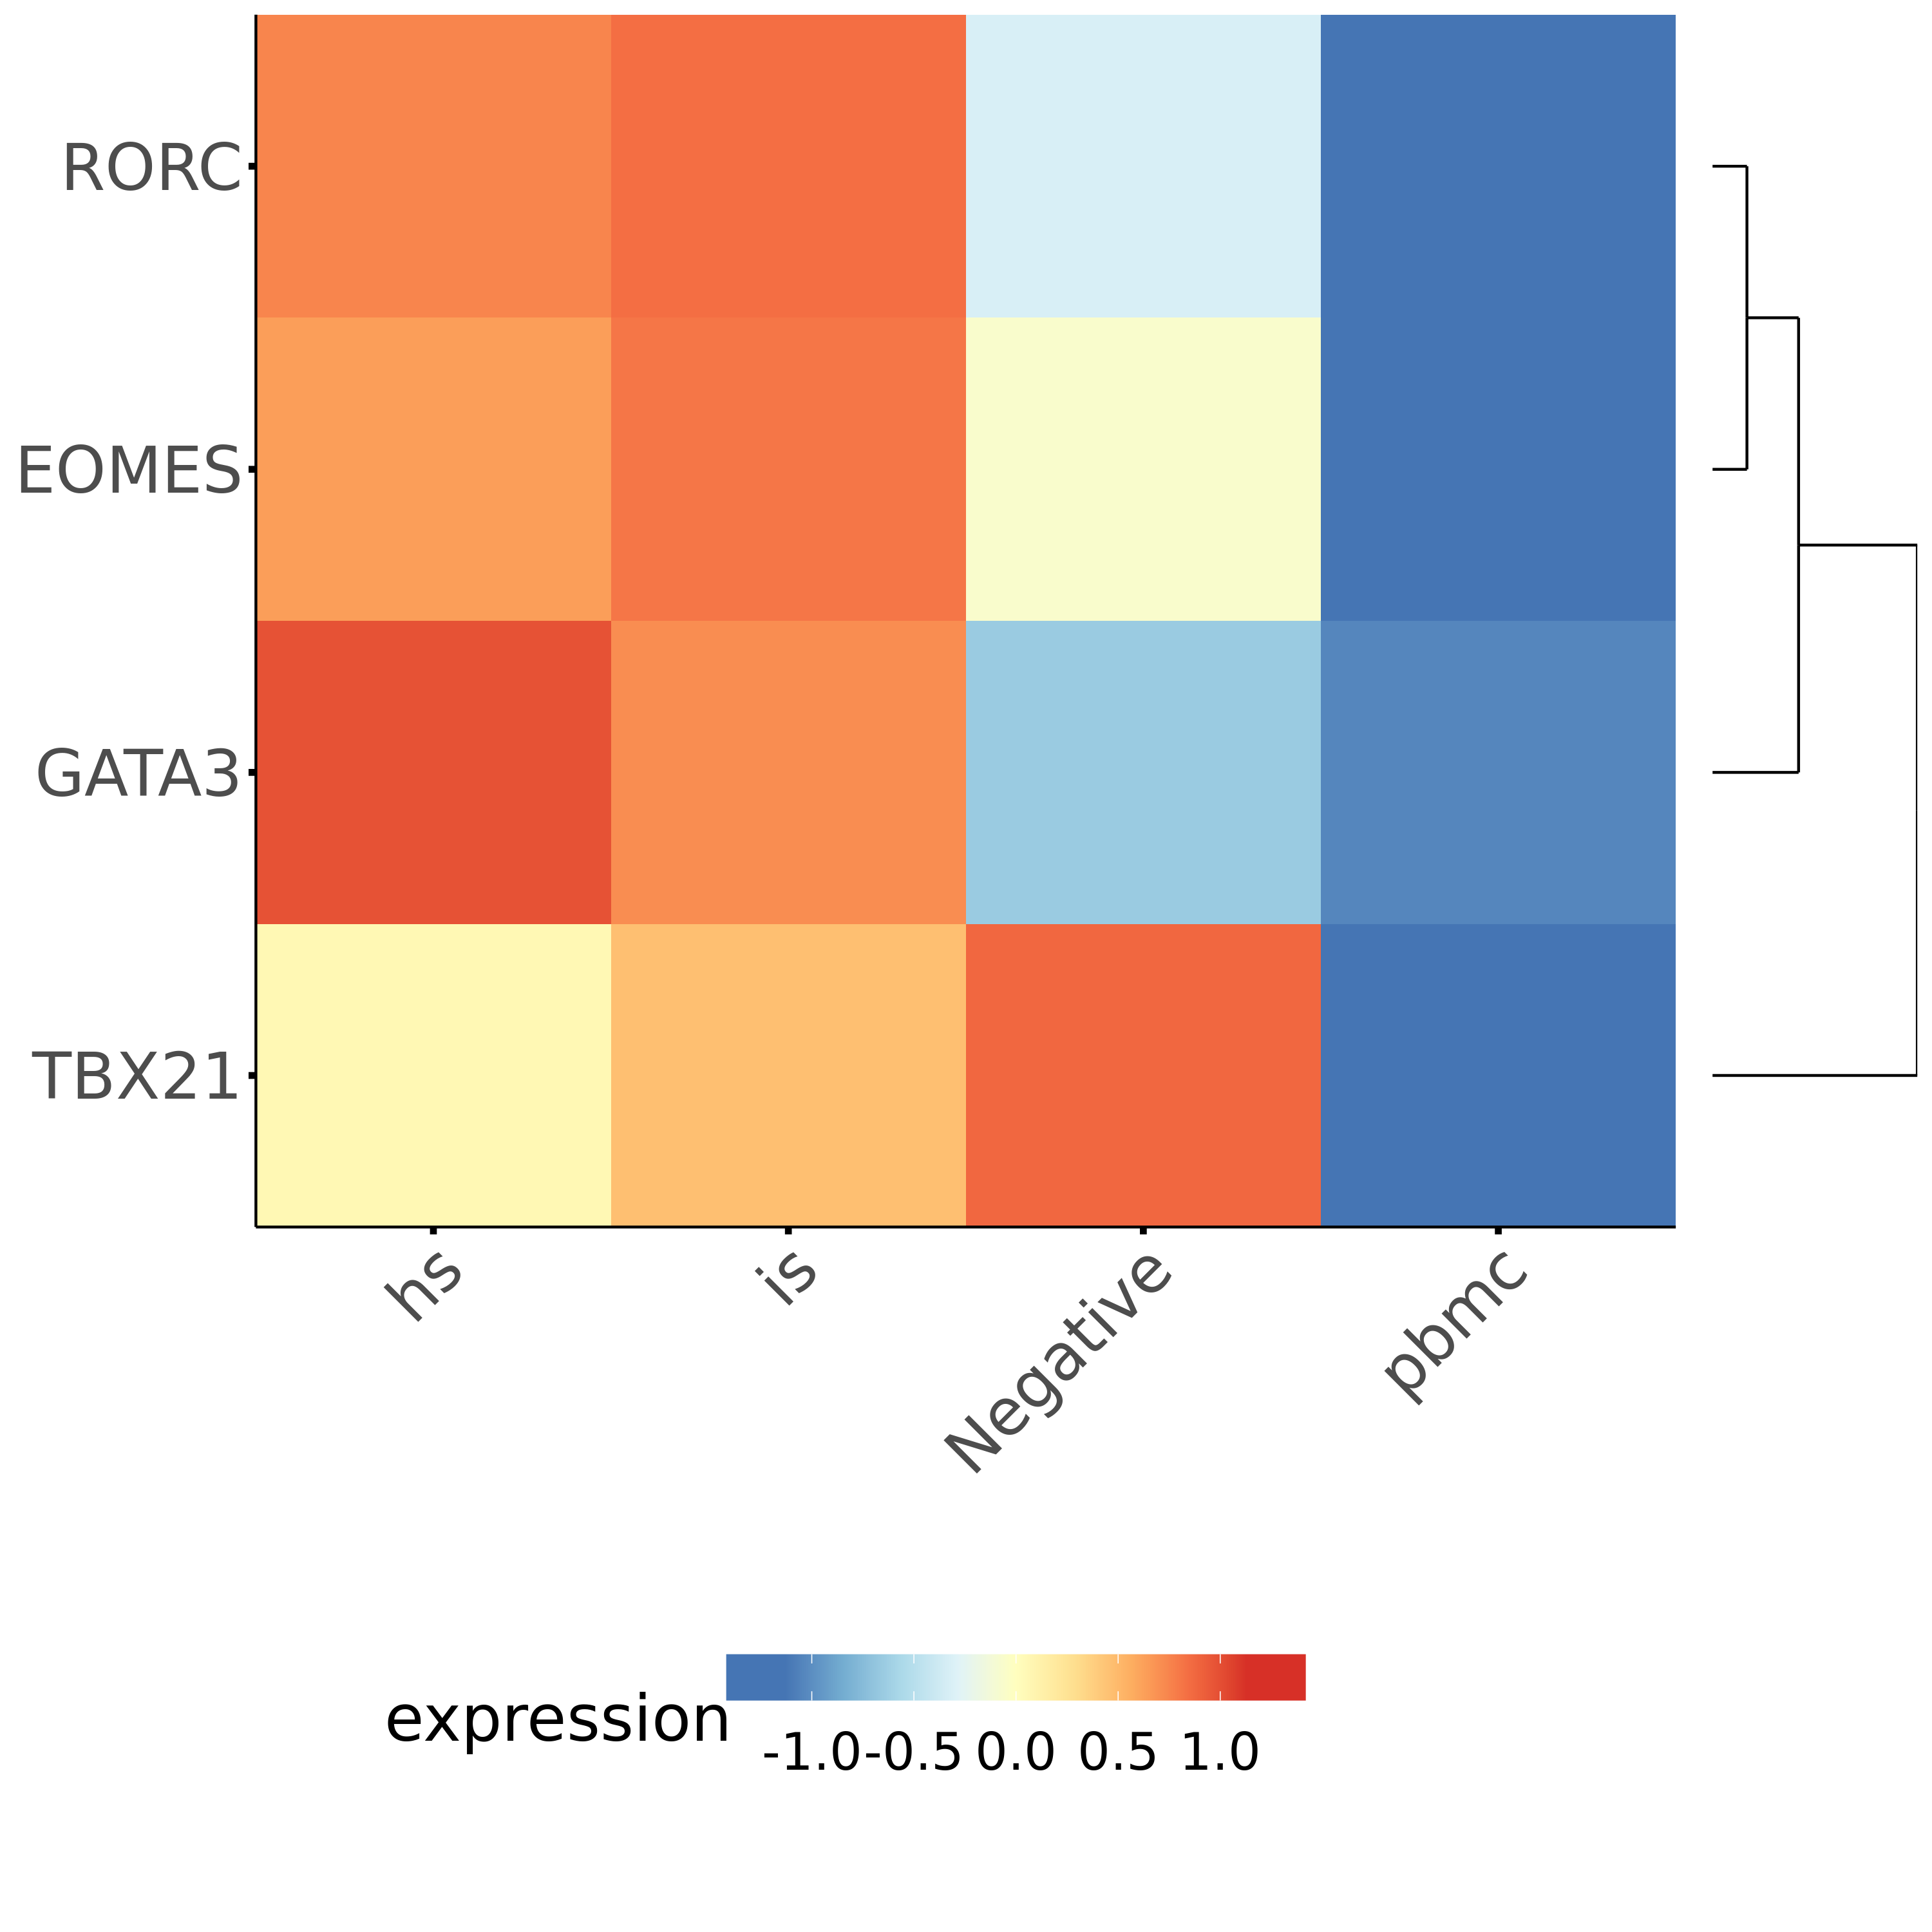 RORC
EOMES
GATA3
TBX21
hs
is
Negative
pbmc
expression
-1.0 -0.5 0.0 0.5 1.0